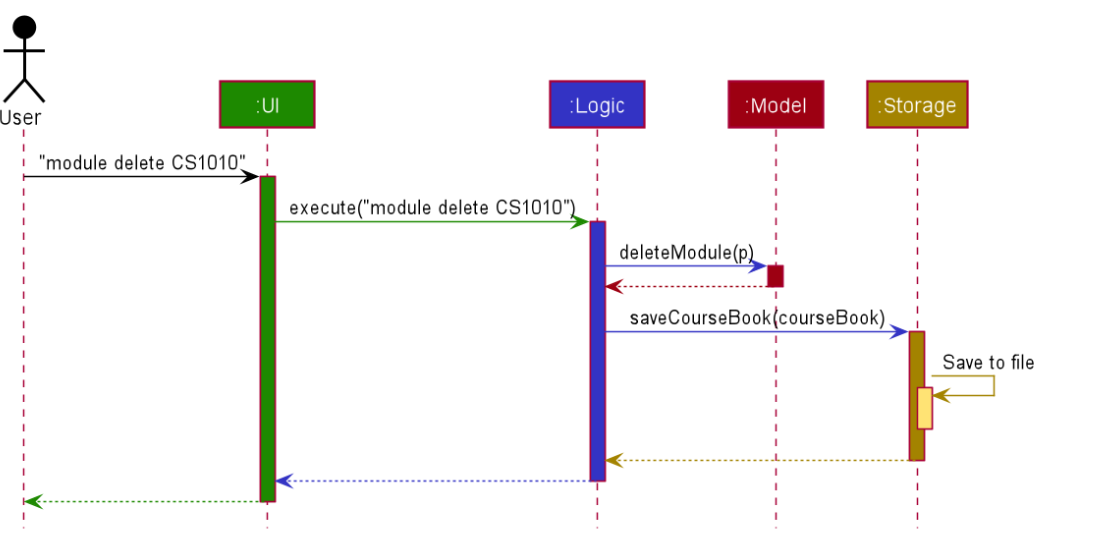 User
:UI
:Logic
:Model
:Storage
"module delete CS1010"
execute("module delete CS1010")
deleteModule(p)
saveCourseBook(courseBook)
Save to file